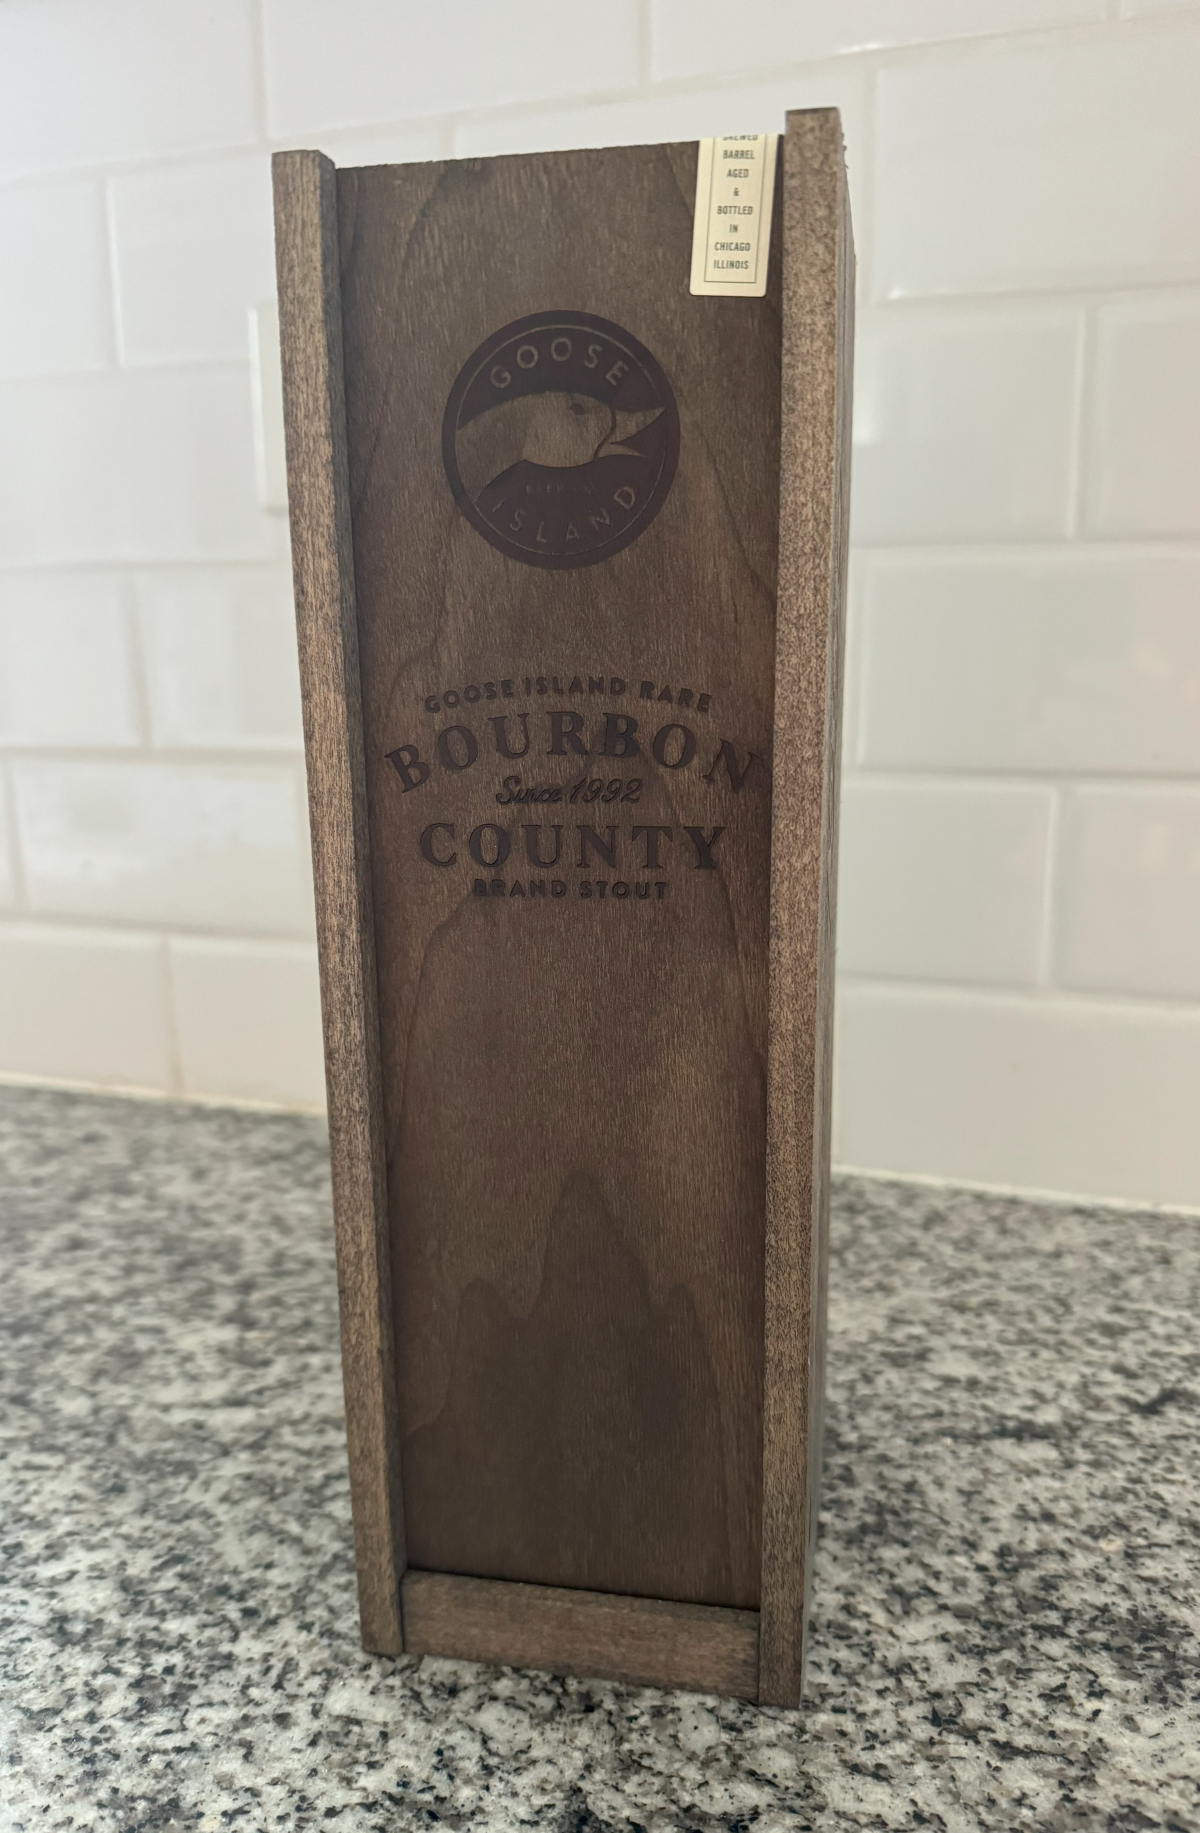 BREWED
BARREL
AGED
&
BOTTLED
IN
CHICAGO
ILLINOIS
GOOSE
ISLAND
GOOSE ISLAND RARE
BOURBON
Since 1992
COUNTY
BRAND STOUT